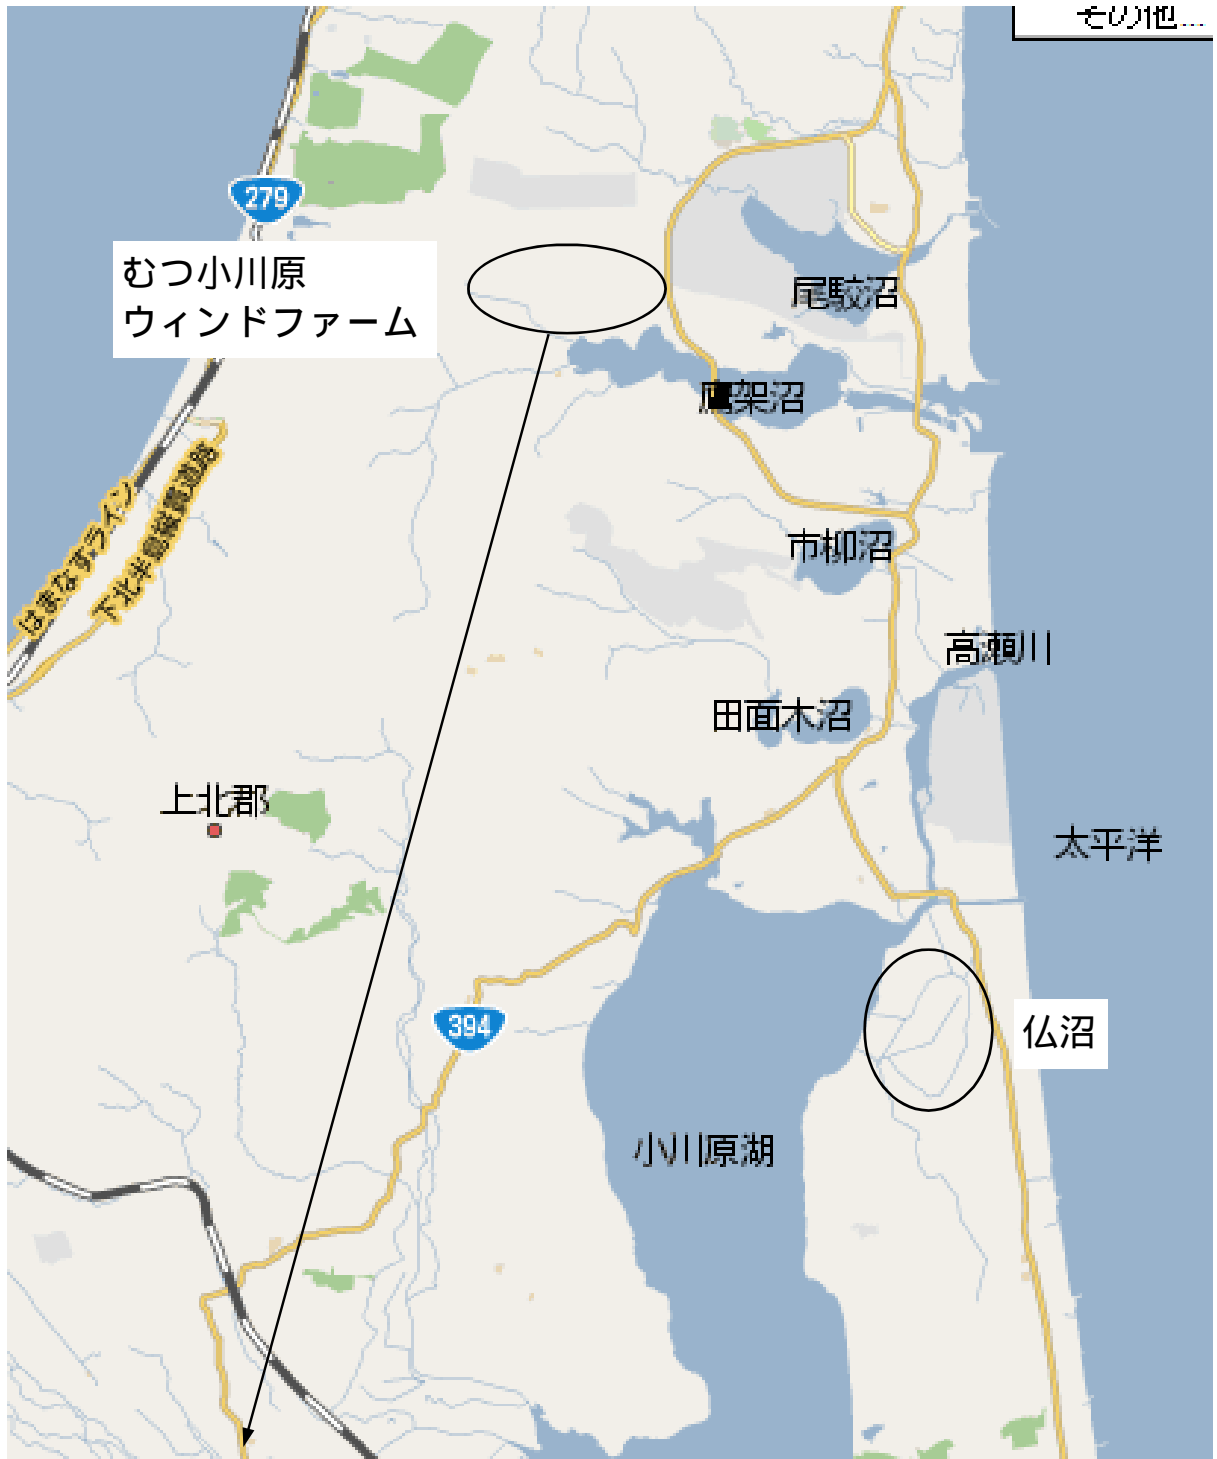 その他...
279
むつ小川原
ウィンドファーム
尾駮沼
鷹架沼
はまなすライン
下北半島縦貫道路
市柳沼
高瀬川
田面木沼
上北郡
太平洋
394
仏沼
小川原湖